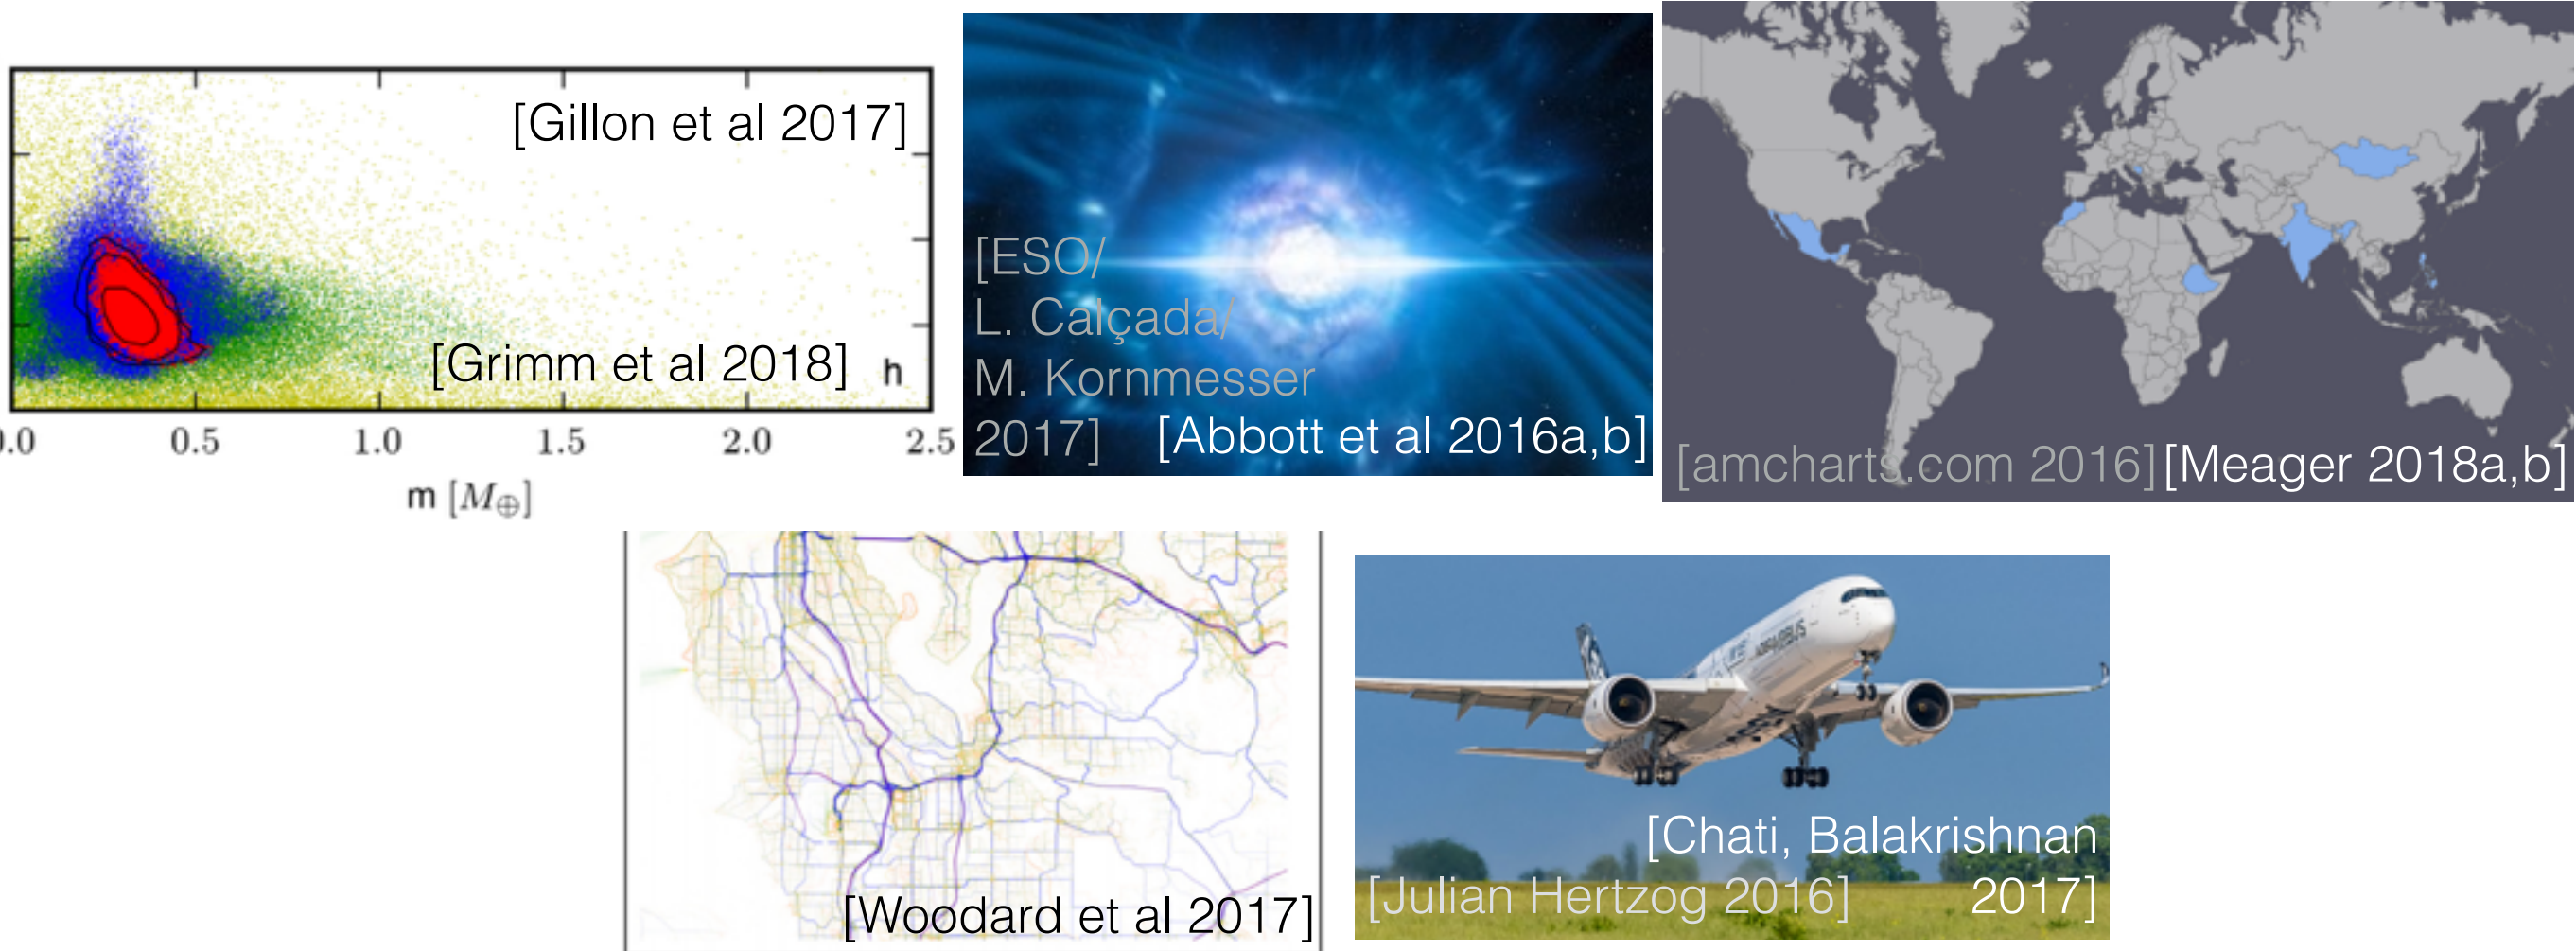 [Gillon et al 2017]
[Grimm et al 2018]
h
0.0 0.5 1.0 1.5 2.0 2.5
m [M⊕]
[ESO/
L. Calçada/
M. Kornmesser
2017]
[Abbott et al 2016a,b]
[amcharts.com 2016]
[Meager 2018a,b]
[Woodard et al 2017]
AIRBUS
[Chati, Balakrishnan
2017]
[Julian Hertzog 2016]